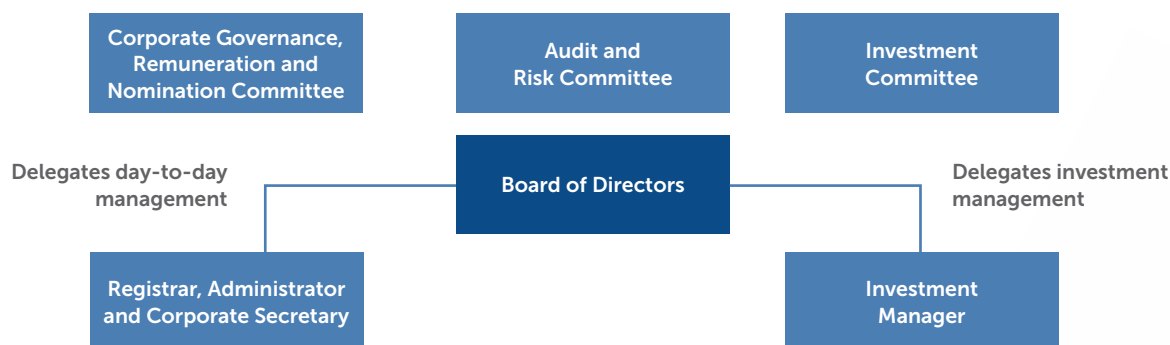 Corporate Governance,
Remuneration and
Nomination Committee
Audit and
Risk Committee
Investment
Committee
Delegates day-to-day
management
Board of Directors
Delegates investment
management
Registrar, Administrator
and Corporate Secretary
Investment
Manager